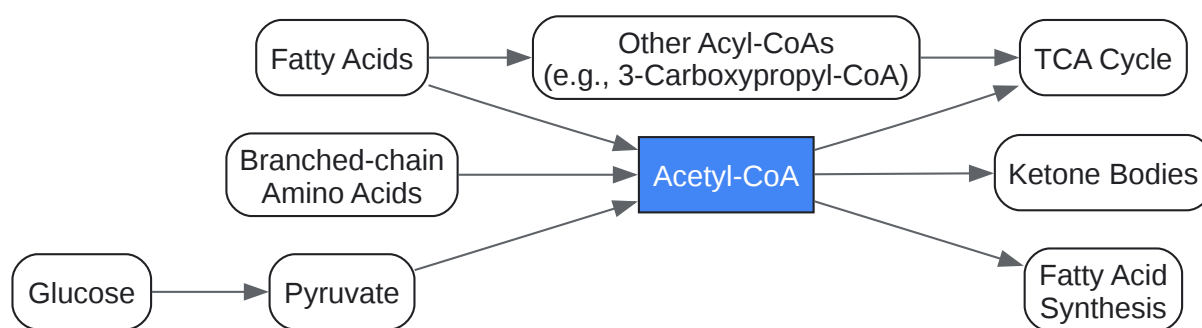 Fatty Acids
Other Acyl-CoAs
(e.g., 3-Carboxypropyl-CoA)
TCA Cycle
Branched-chain
Amino Acids
Acetyl-CoA
Ketone Bodies
Glucose
Pyruvate
Fatty Acid
Synthesis